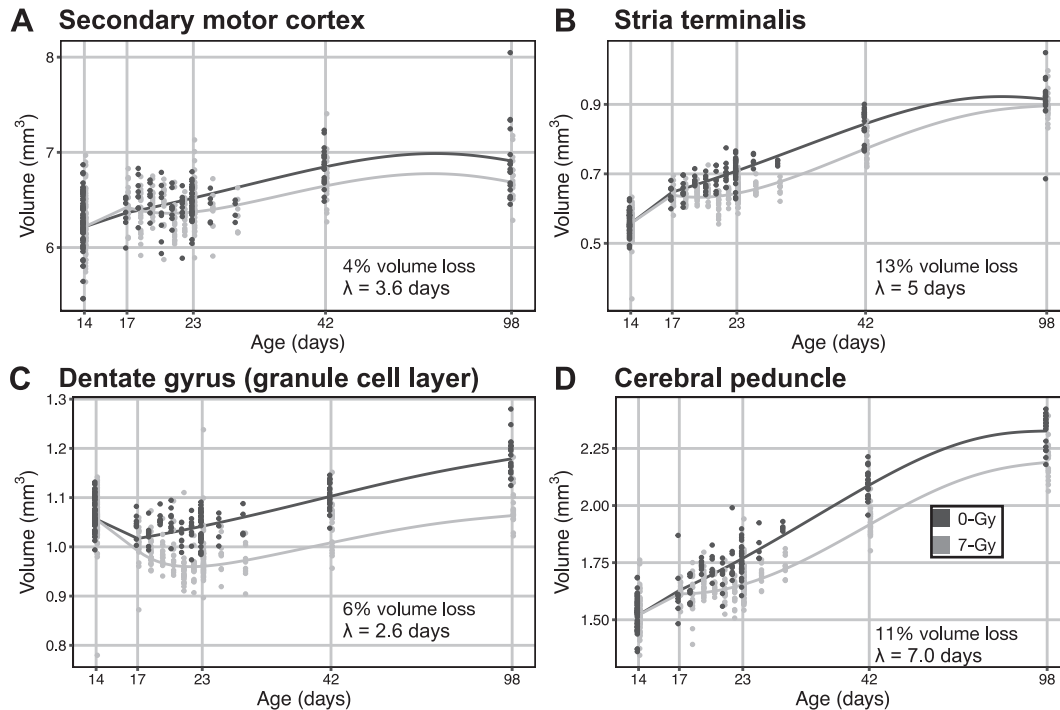 A Secondary motor cortex
8
7
6
Volume (mm³)
4% volume loss
λ = 3.6 days
14 17 23 42 98
Age (days)
B Stria terminalis
0.9
0.7
0.5
Volume (mm³)
13% volume loss
λ = 5 days
14 17 23 42 98
Age (days)
C Dentate gyrus (granule cell layer)
1.3
1.2
1.1
1.0
0.9
0.8
Volume (mm³)
6% volume loss
λ = 2.6 days
14 17 23 42 98
Age (days)
D Cerebral peduncle
2.25
2.00
1.75
1.50
Volume (mm³)
0-Gy
7-Gy
11% volume loss
λ = 7.0 days
14 17 23 42 98
Age (days)